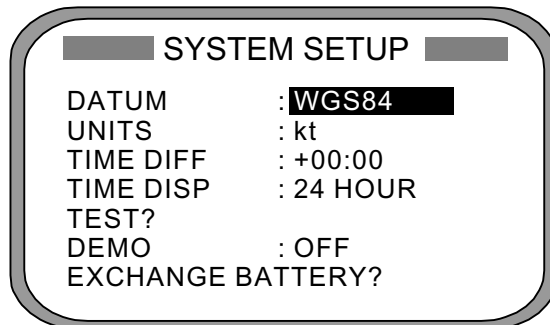 SYSTEM SETUP
DATUM : WGS84
UNITS : kt
TIME DIFF : +00:00
TIME DISP : 24 HOUR
TEST?
DEMO : OFF
EXCHANGE BATTERY?